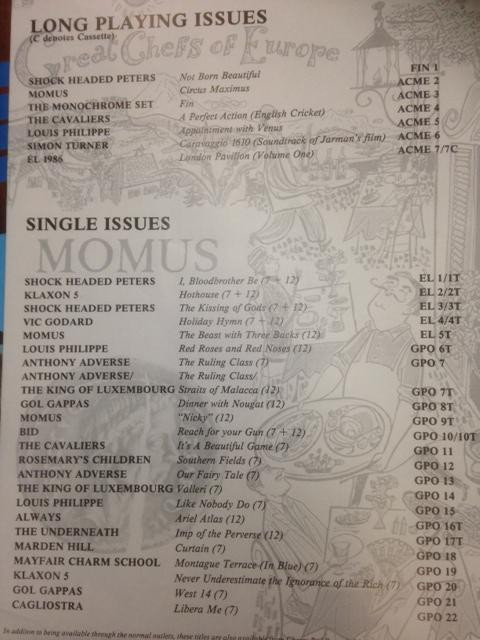 LONG PLAYING ISSUES
(C denotes Cassette)
Great Chefs of Europe
SHOCK HEADED PETERS Not Born Beautiful FIN 1
MOMUS Circus Maximus ACME 2
THE MONOCHROME SET Fin ACME 3
THE CAVALIERS A Perfect Action (English Cricket) ACME 4
LOUIS PHILIPPE Appointment with Venus ACME 5
SIMON TURNER Caravaggio 1610 (Soundtrack of Jarman's film) ACME 6
EL 1986 London Pavilion (Volume One) ACME 7/7C
SINGLE ISSUES
MOMUS
SHOCK HEADED PETERS I, Bloodbrother Be (7 + 12) EL 1/1T
KLAXON 5 Hothouse (7 + 12) EL 2/2T
SHOCK HEADED PETERS The Kissing of Gods (7 + 12) EL 3/3T
VIC GODARD Holiday Hymn (7 + 12) EL 4/4T
MOMUS The Beast with Three Backs (12) EL 5T
LOUIS PHILIPPE Red Roses and Red Noses (12) GPO 6T
ANTHONY ADVERSE The Ruling Class (7) GPO 7
ANTHONY ADVERSE/ The Ruling Class/
THE KING OF LUXEMBOURG Straits of Malacca (12) GPO 7T
GOL GAPPAS Dinner with Nougat (12) GPO 8T
MOMUS "Nicky" (12) GPO 9T
BID Reach for your Gun (7 + 12) GPO 10/10T
THE CAVALIERS It's A Beautiful Game (7) GPO 11
ROSEMARY'S CHILDREN Southern Fields (7) GPO 12
ANTHONY ADVERSE Our Fairy Tale (7) GPO 13
THE KING OF LUXEMBOURG Valleri (7) GPO 14
LOUIS PHILIPPE Like Nobody Do (7) GPO 15
ALWAYS Ariel Atlas (12) GPO 16T
THE UNDERNEATH Imp of the Perverse (12) GPO 17T
MARDEN HILL Curtain (7) GPO 18
MAYFAIR CHARM SCHOOL Montague Terrace (In Blue) (7) GPO 19
KLAXON 5 Never Underestimate the Ignorance of the Rich (7) GPO 20
GOL GAPPAS West 14 (7) GPO 21
CAGLIOSTRA Libera Me (7) GPO 22
In additon to being available through the normal outlets, these titles are also available from